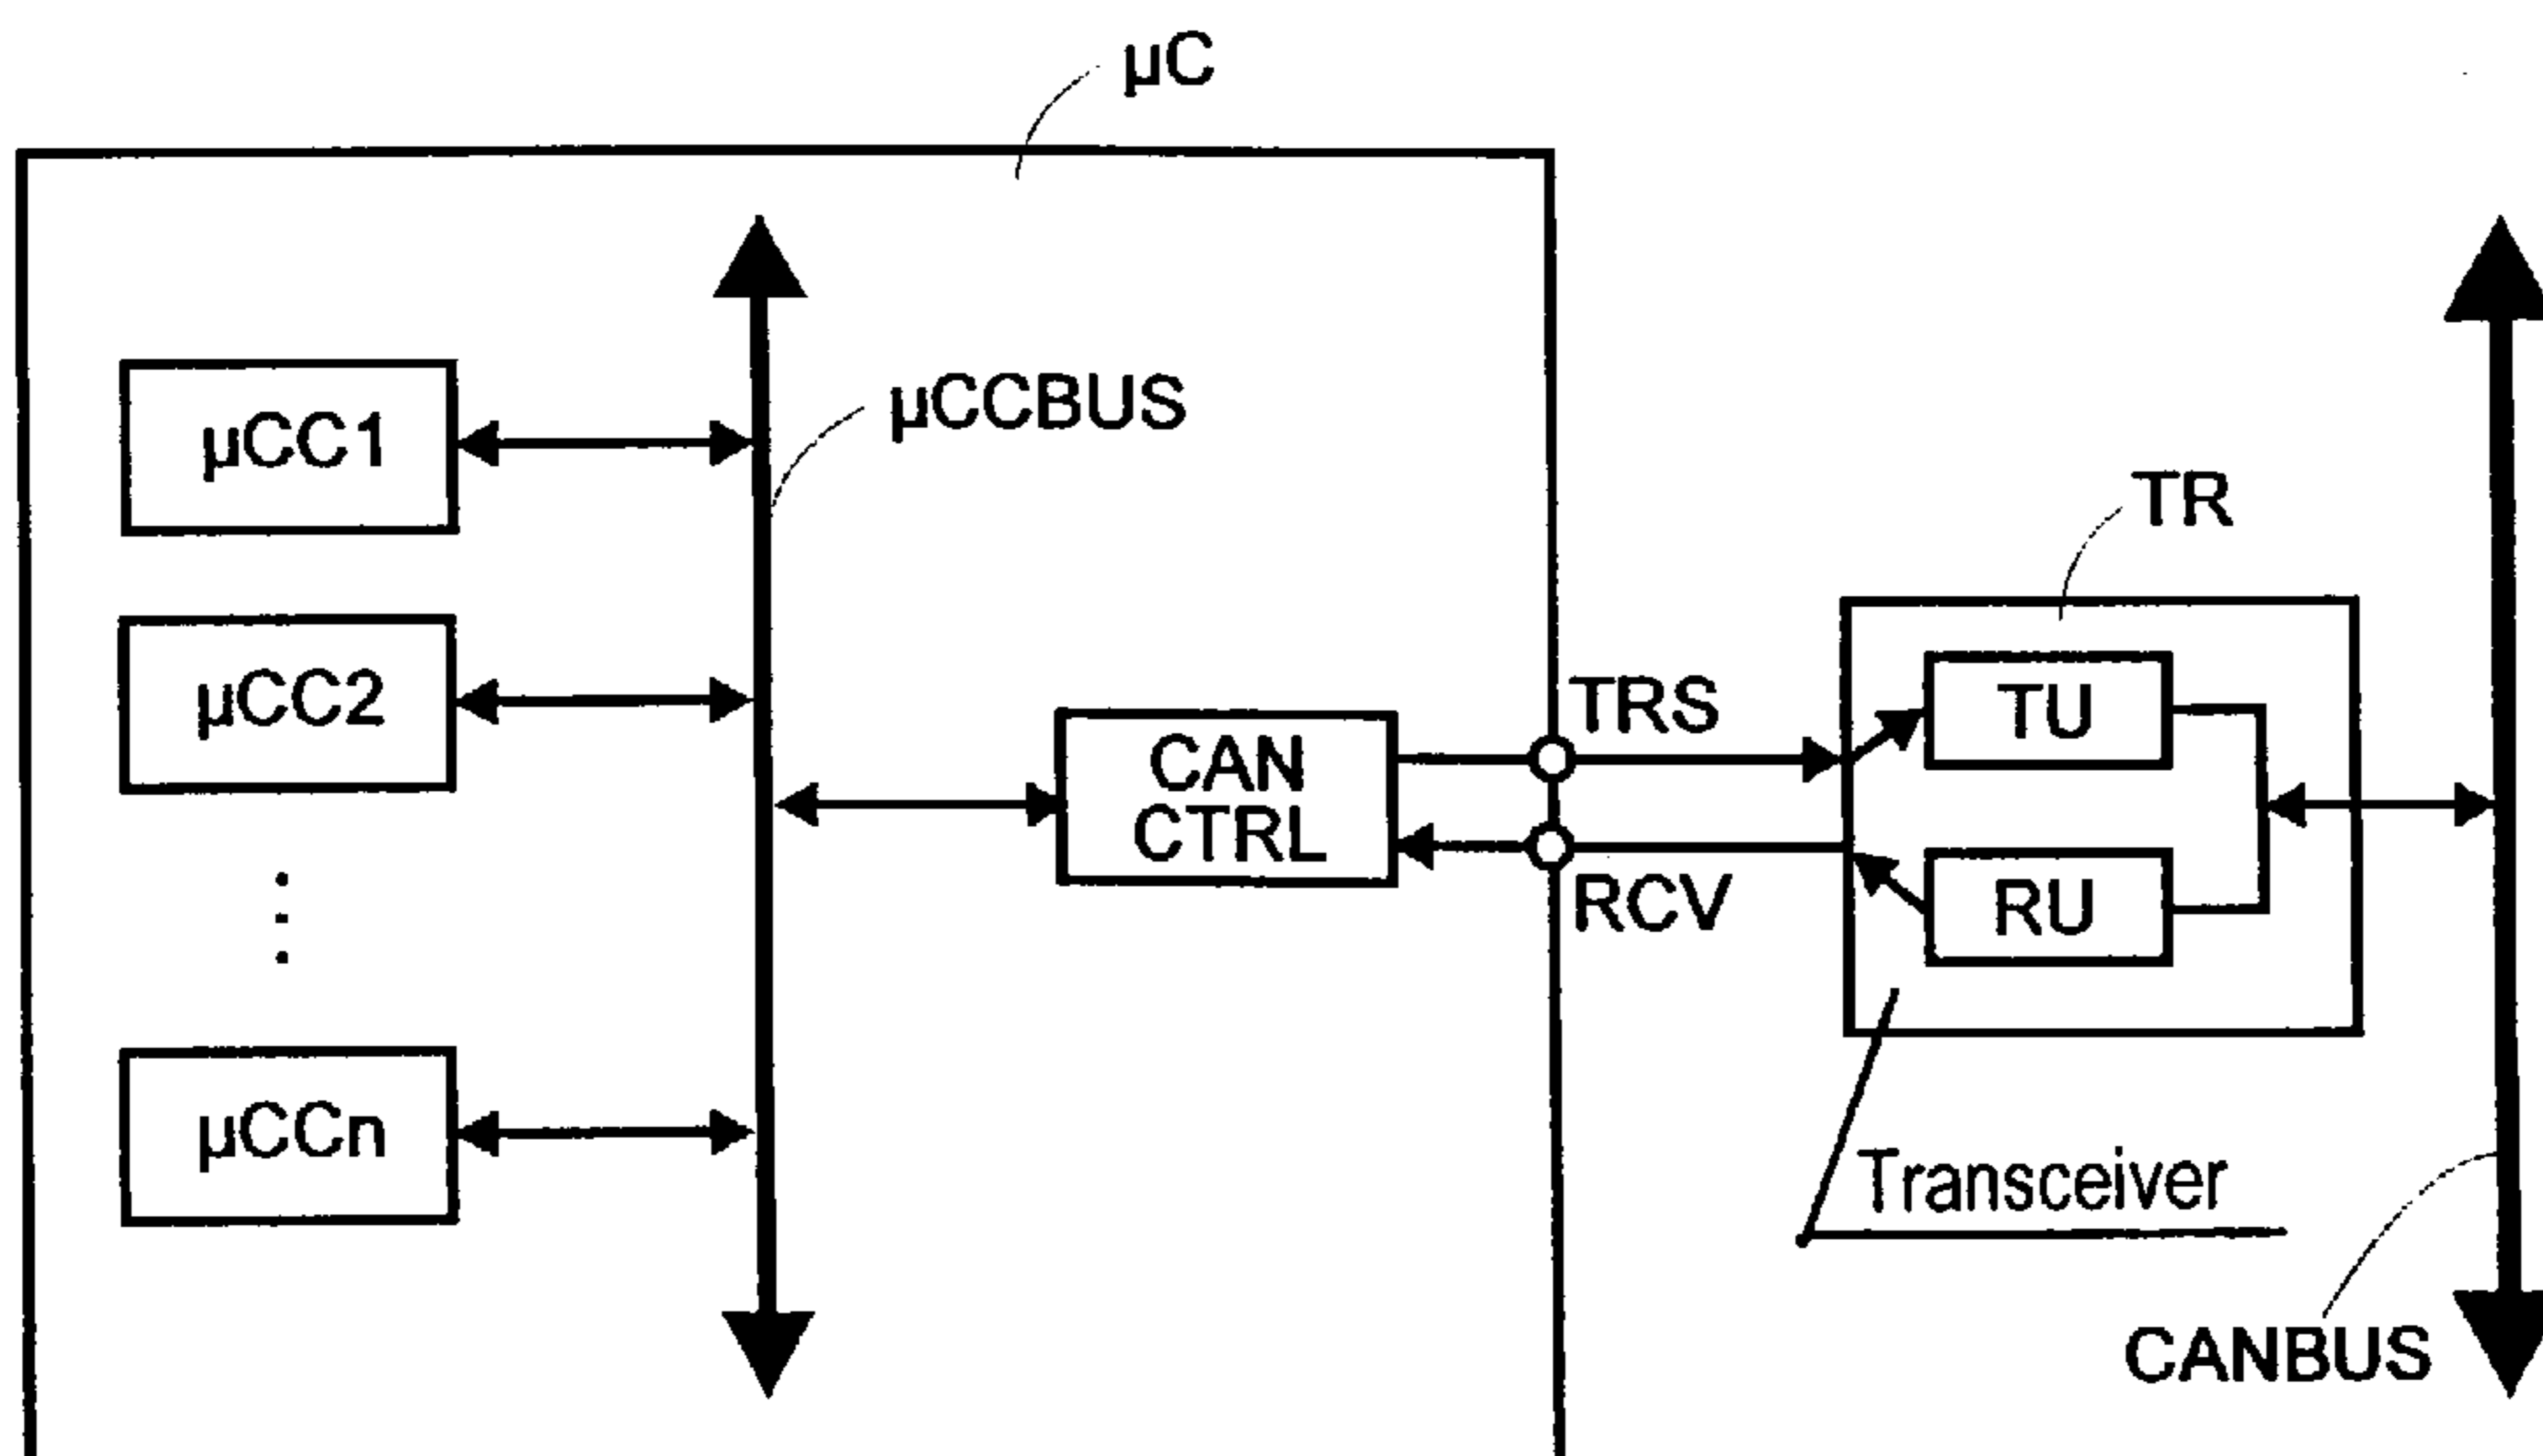 µC
µCC1
µCCBUS
TR
µCC2
TRS
TU
CAN
CTRL
RCV
RU
µCCn
Transceiver
CANBUS